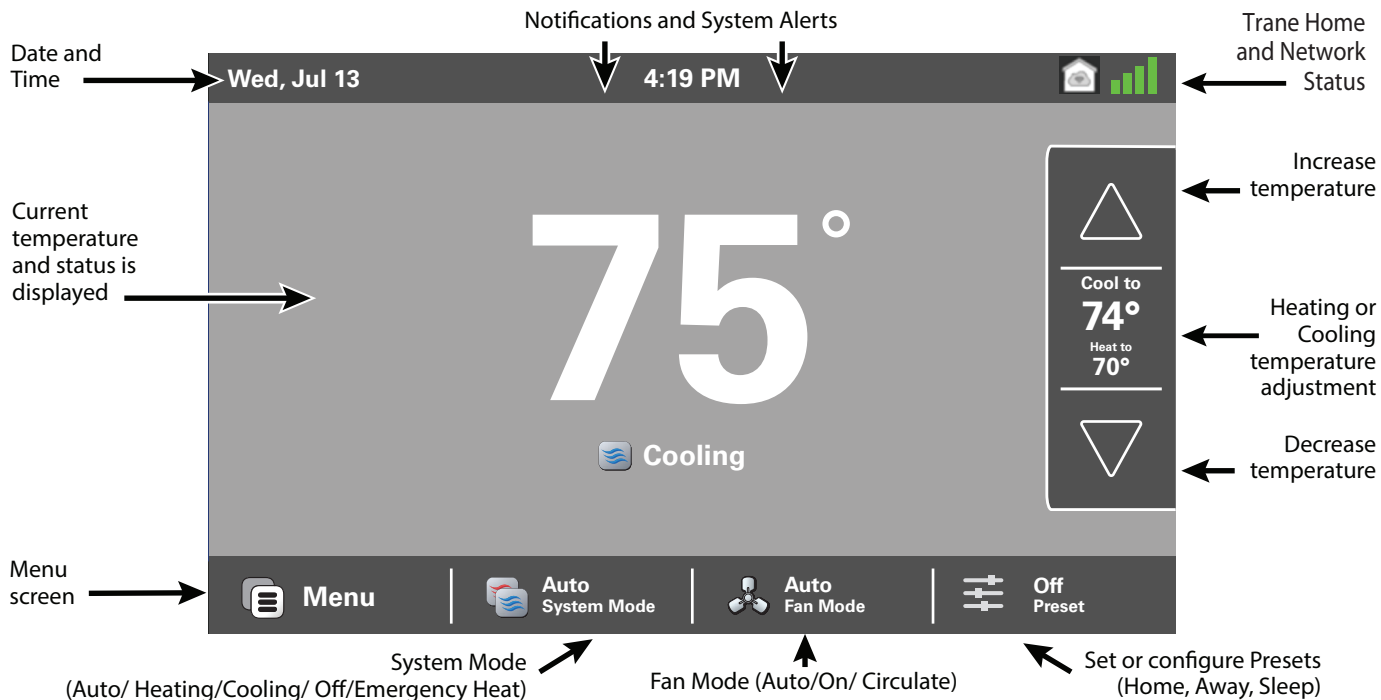 Notifications and System Alerts
Trane Home
and Network
Status
Date and
Time
Wed, Jul 13
4:19 PM
Increase
temperature
Current
temperature
and status is
displayed
75°
Cool to
74°
Heat to
70°
Heating or
Cooling
temperature
adjustment
Cooling
Decrease
temperature
Menu
screen
Menu
Auto
System Mode
Auto
Fan Mode
Off
Preset
System Mode
(Auto/ Heating/Cooling/ Off/Emergency Heat)
Fan Mode (Auto/On/ Circulate)
Set or configure Presets
(Home, Away, Sleep)